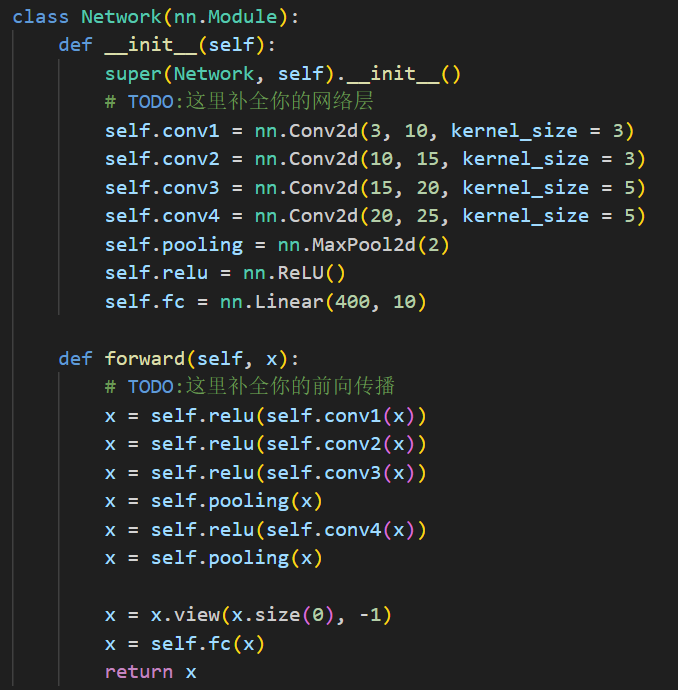 class Network(nn.Module):
    def __init__(self):
        super(Network, self).__init__()
        # TODO:这里补全你的网络层
        self.conv1 = nn.Conv2d(3, 10, kernel_size = 3)
        self.conv2 = nn.Conv2d(10, 15, kernel_size = 3)
        self.conv3 = nn.Conv2d(15, 20, kernel_size = 5)
        self.conv4 = nn.Conv2d(20, 25, kernel_size = 5)
        self.pooling = nn.MaxPool2d(2)
        self.relu = nn.ReLU()
        self.fc = nn.Linear(400, 10)

    def forward(self, x):
        # TODO:这里补全你的前向传播
        x = self.relu(self.conv1(x))
        x = self.relu(self.conv2(x))
        x = self.relu(self.conv3(x))
        x = self.pooling(x)
        x = self.relu(self.conv4(x))
        x = self.pooling(x)

        x = x.view(x.size(0), -1)
        x = self.fc(x)
        return x